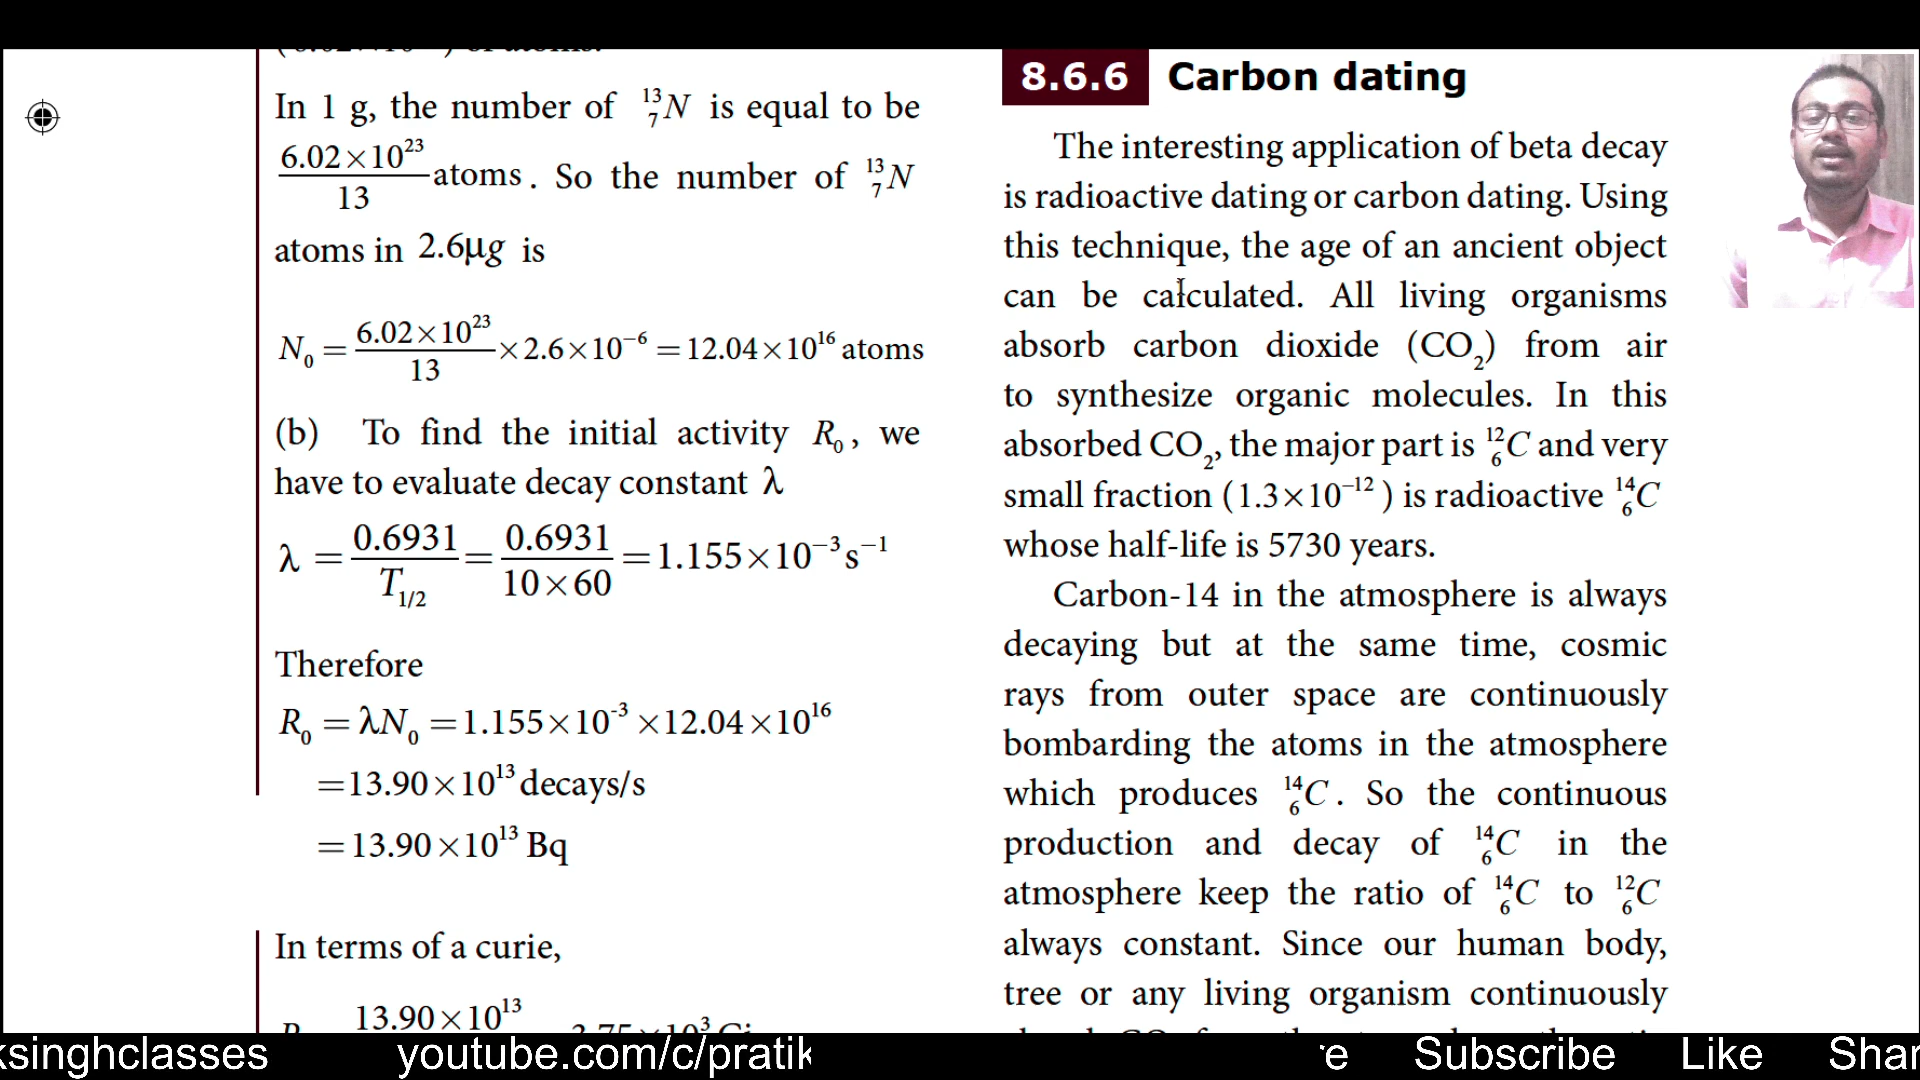 In 1 g, the number of ¹³₇N is equal to be
6.02×10²³/13 atoms. So the number of ¹³₇N
atoms in 2.6µg is
N₀ = 6.02×10²³/13 ×2.6×10⁻⁶ = 12.04×10¹⁶ atoms
(b) To find the initial activity R₀, we
have to evaluate decay constant λ
λ = 0.6931/T₁/₂ = 0.6931/10×60 = 1.155×10⁻³ s⁻¹
Therefore
R₀ = λN₀ = 1.155×10⁻³ ×12.04×10¹⁶
= 13.90×10¹³ decays/s
= 13.90×10¹³ Bq
In terms of a curie,
13.90×10¹³
8.6.6 Carbon dating
The interesting application of beta decay
is radioactive dating or carbon dating. Using
this technique, the age of an ancient object
can be calculated. All living organisms
absorb carbon dioxide (CO₂) from air
to synthesize organic molecules. In this
absorbed CO₂, the major part is ¹²₆C and very
small fraction (1.3×10⁻¹²) is radioactive ¹⁴₆C
whose half-life is 5730 years.
Carbon-14 in the atmosphere is always
decaying but at the same time, cosmic
rays from outer space are continuously
bombarding the atoms in the atmosphere
which produces ¹⁴₆C. So the continuous
production and decay of ¹⁴₆C in the
atmosphere keep the ratio of ¹⁴₆C to ¹²₆C
always constant. Since our human body,
tree or any living organism continuously
ksinghclasses youtube.com/c/pratik re Subscribe Like Shar